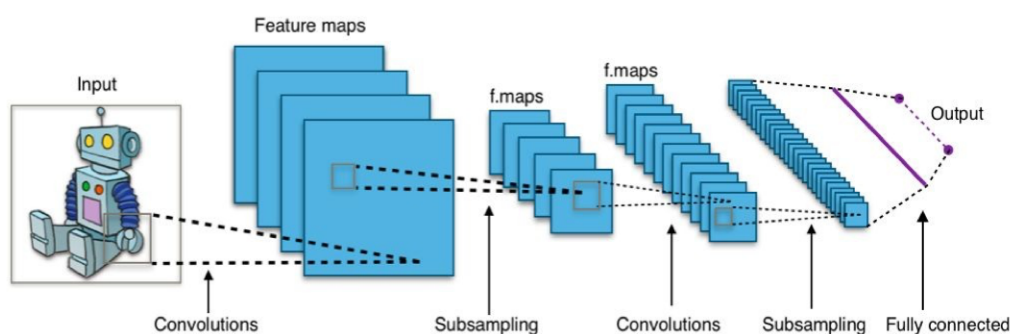 Feature maps
Input
f.maps
f.maps
Output
Convolutions
Subsampling
Convolutions
Subsampling
Fully connected